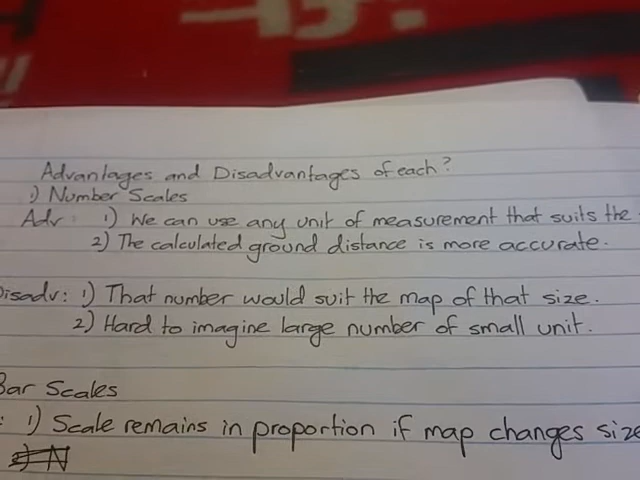 Advantages and Disadvantages of each?
1) Number Scales
Adv: 1) We can use any unit of measurement that suits the
2) The calculated ground distance is more accurate.
Disadv: 1) That number would suit the map of that size.
2) Hard to imagine large number of small unit.
Bar Scales
: 1) Scale remains in proportion if map changes size
2) N